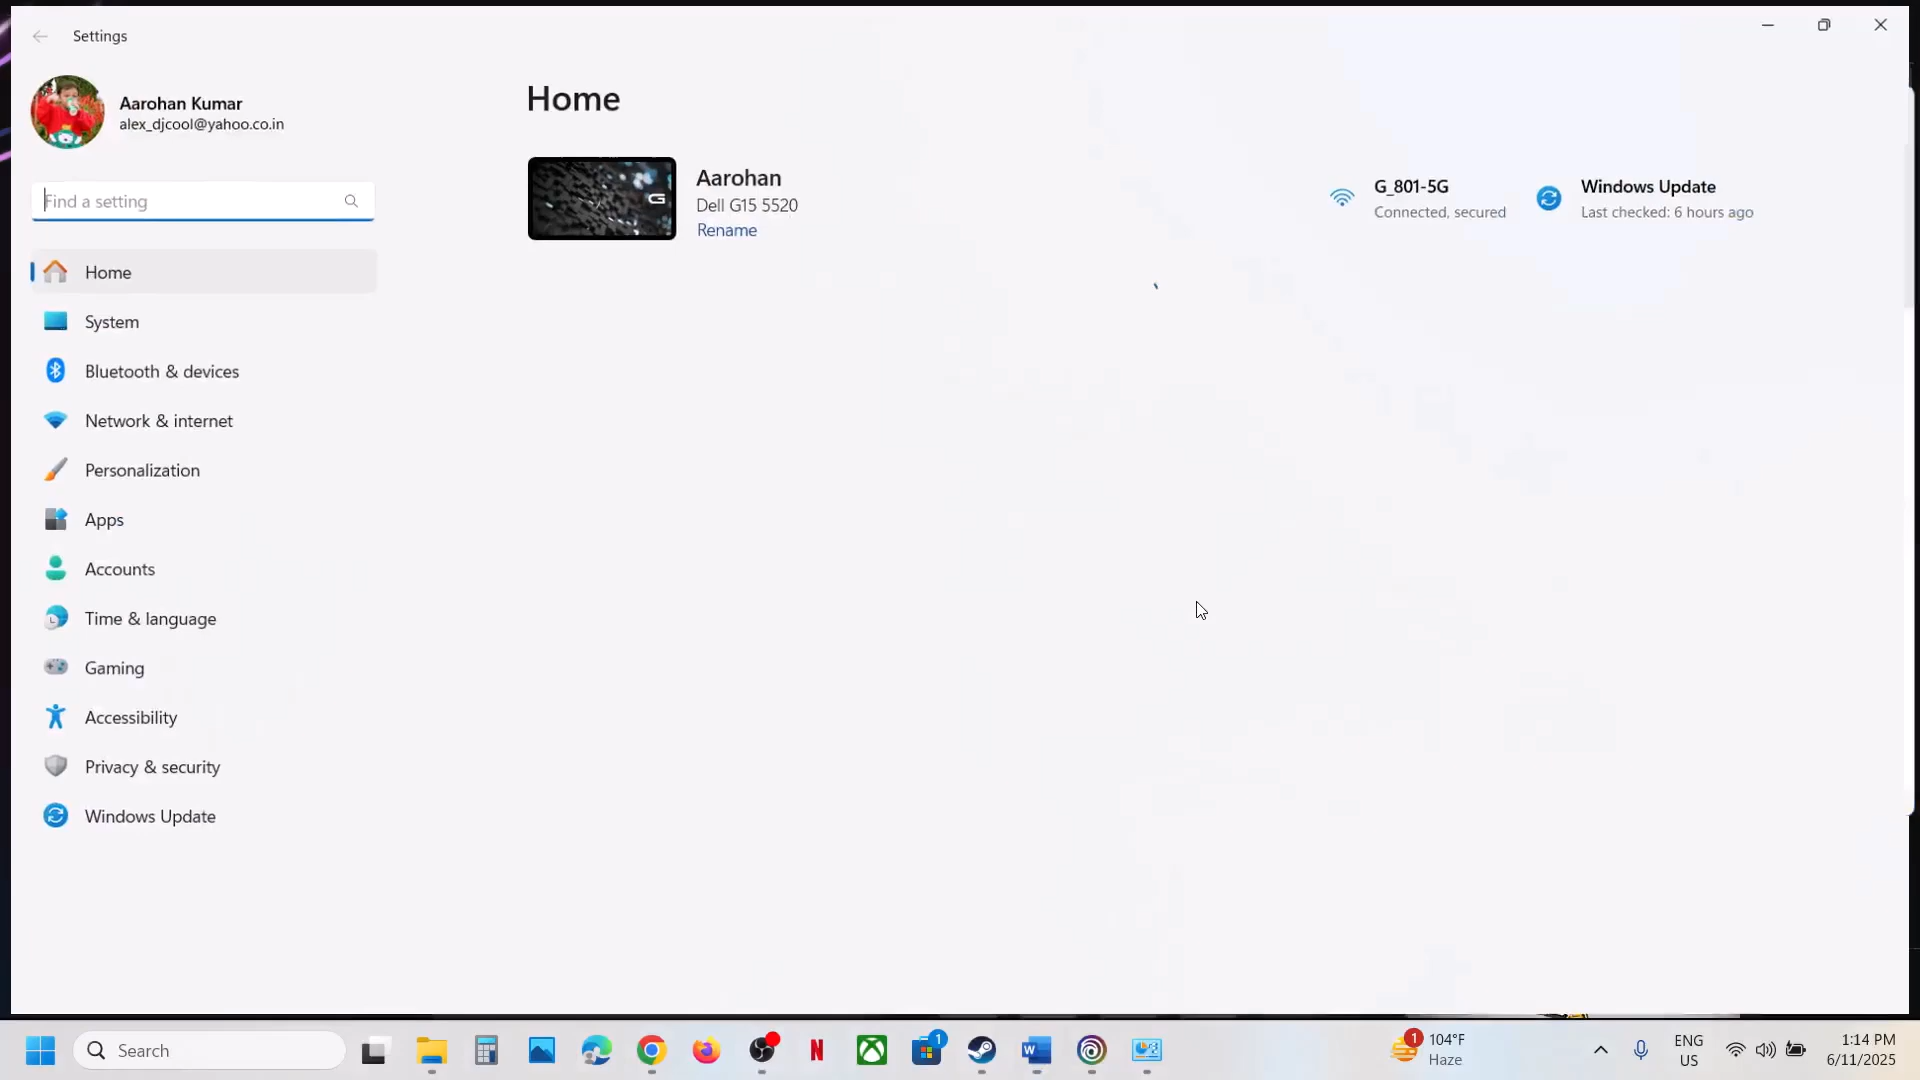 Settings
Aarohan Kumar
alex_djcool@yahoo.co.in
Find a setting
Home
System
Bluetooth & devices
Network & internet
Personalization
Apps
Accounts
Time & language
Gaming
Accessibility
Privacy & security
Windows Update
Home
Aarohan
Dell G15 5520
Rename
G_801-5G
Connected, secured
Windows Update
Last checked: 6 hours ago
Search
1
1
104°F
Haze
ENG
US
1:14 PM
6/11/2025